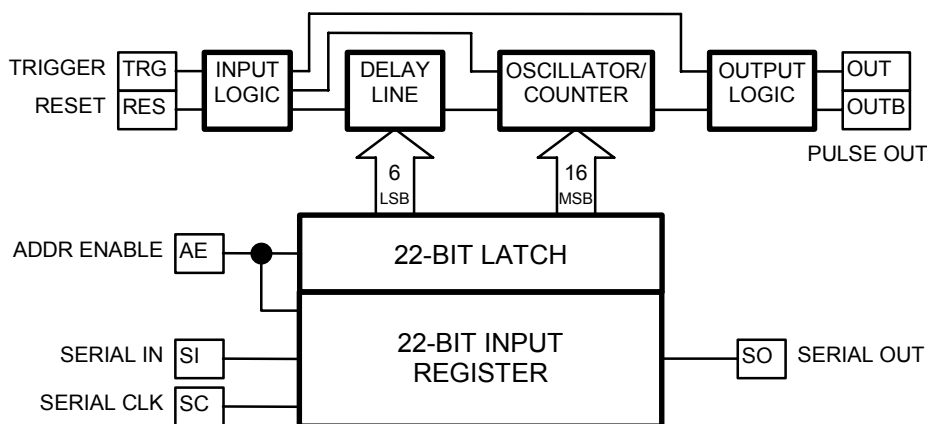 TRIGGER
TRG
RESET
RES
INPUT
LOGIC
DELAY
LINE
OSCILLATOR/
COUNTER
OUTPUT
LOGIC
OUT
OUTB
PULSE OUT
6
LSB
16
MSB
ADDR ENABLE
AE
22-BIT LATCH
SERIAL IN
SI
SERIAL CLK
SC
22-BIT INPUT
REGISTER
SO
SERIAL OUT